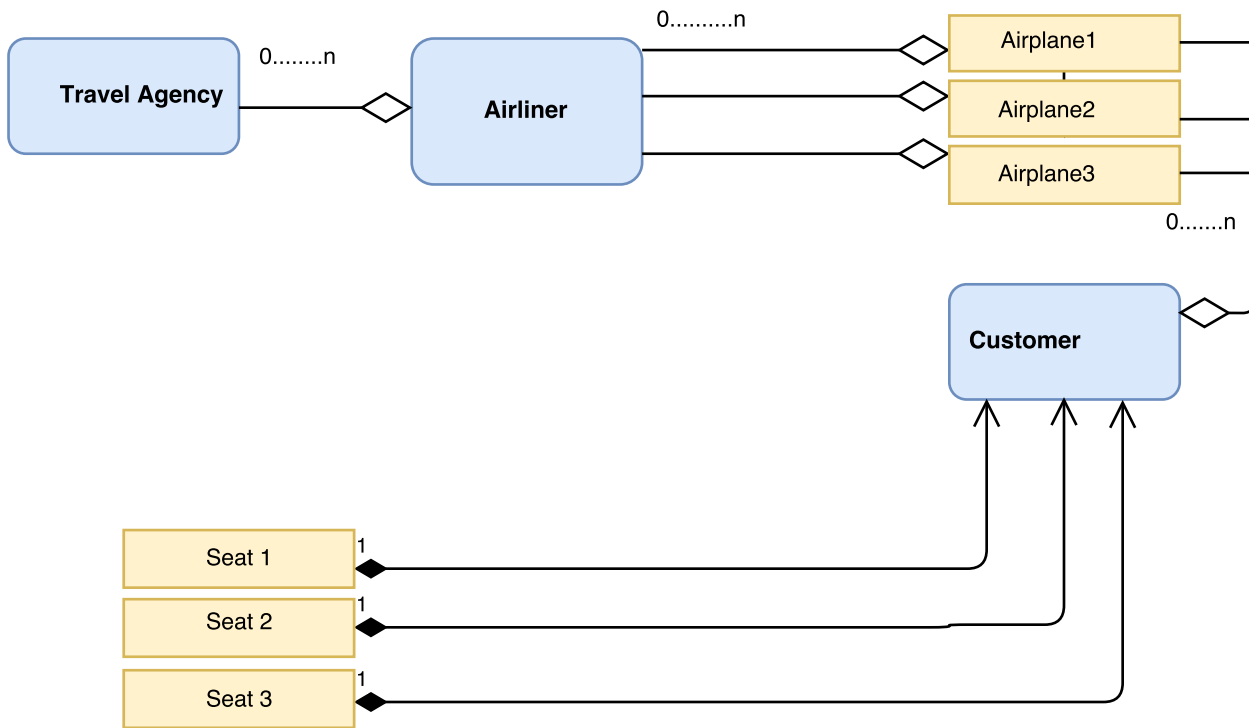 0..........n
Airplane1
0........n
Travel Agency
Airliner
Airplane2
Airplane3
0.......n
Customer
1
Seat 1
1
Seat 2
1
Seat 3